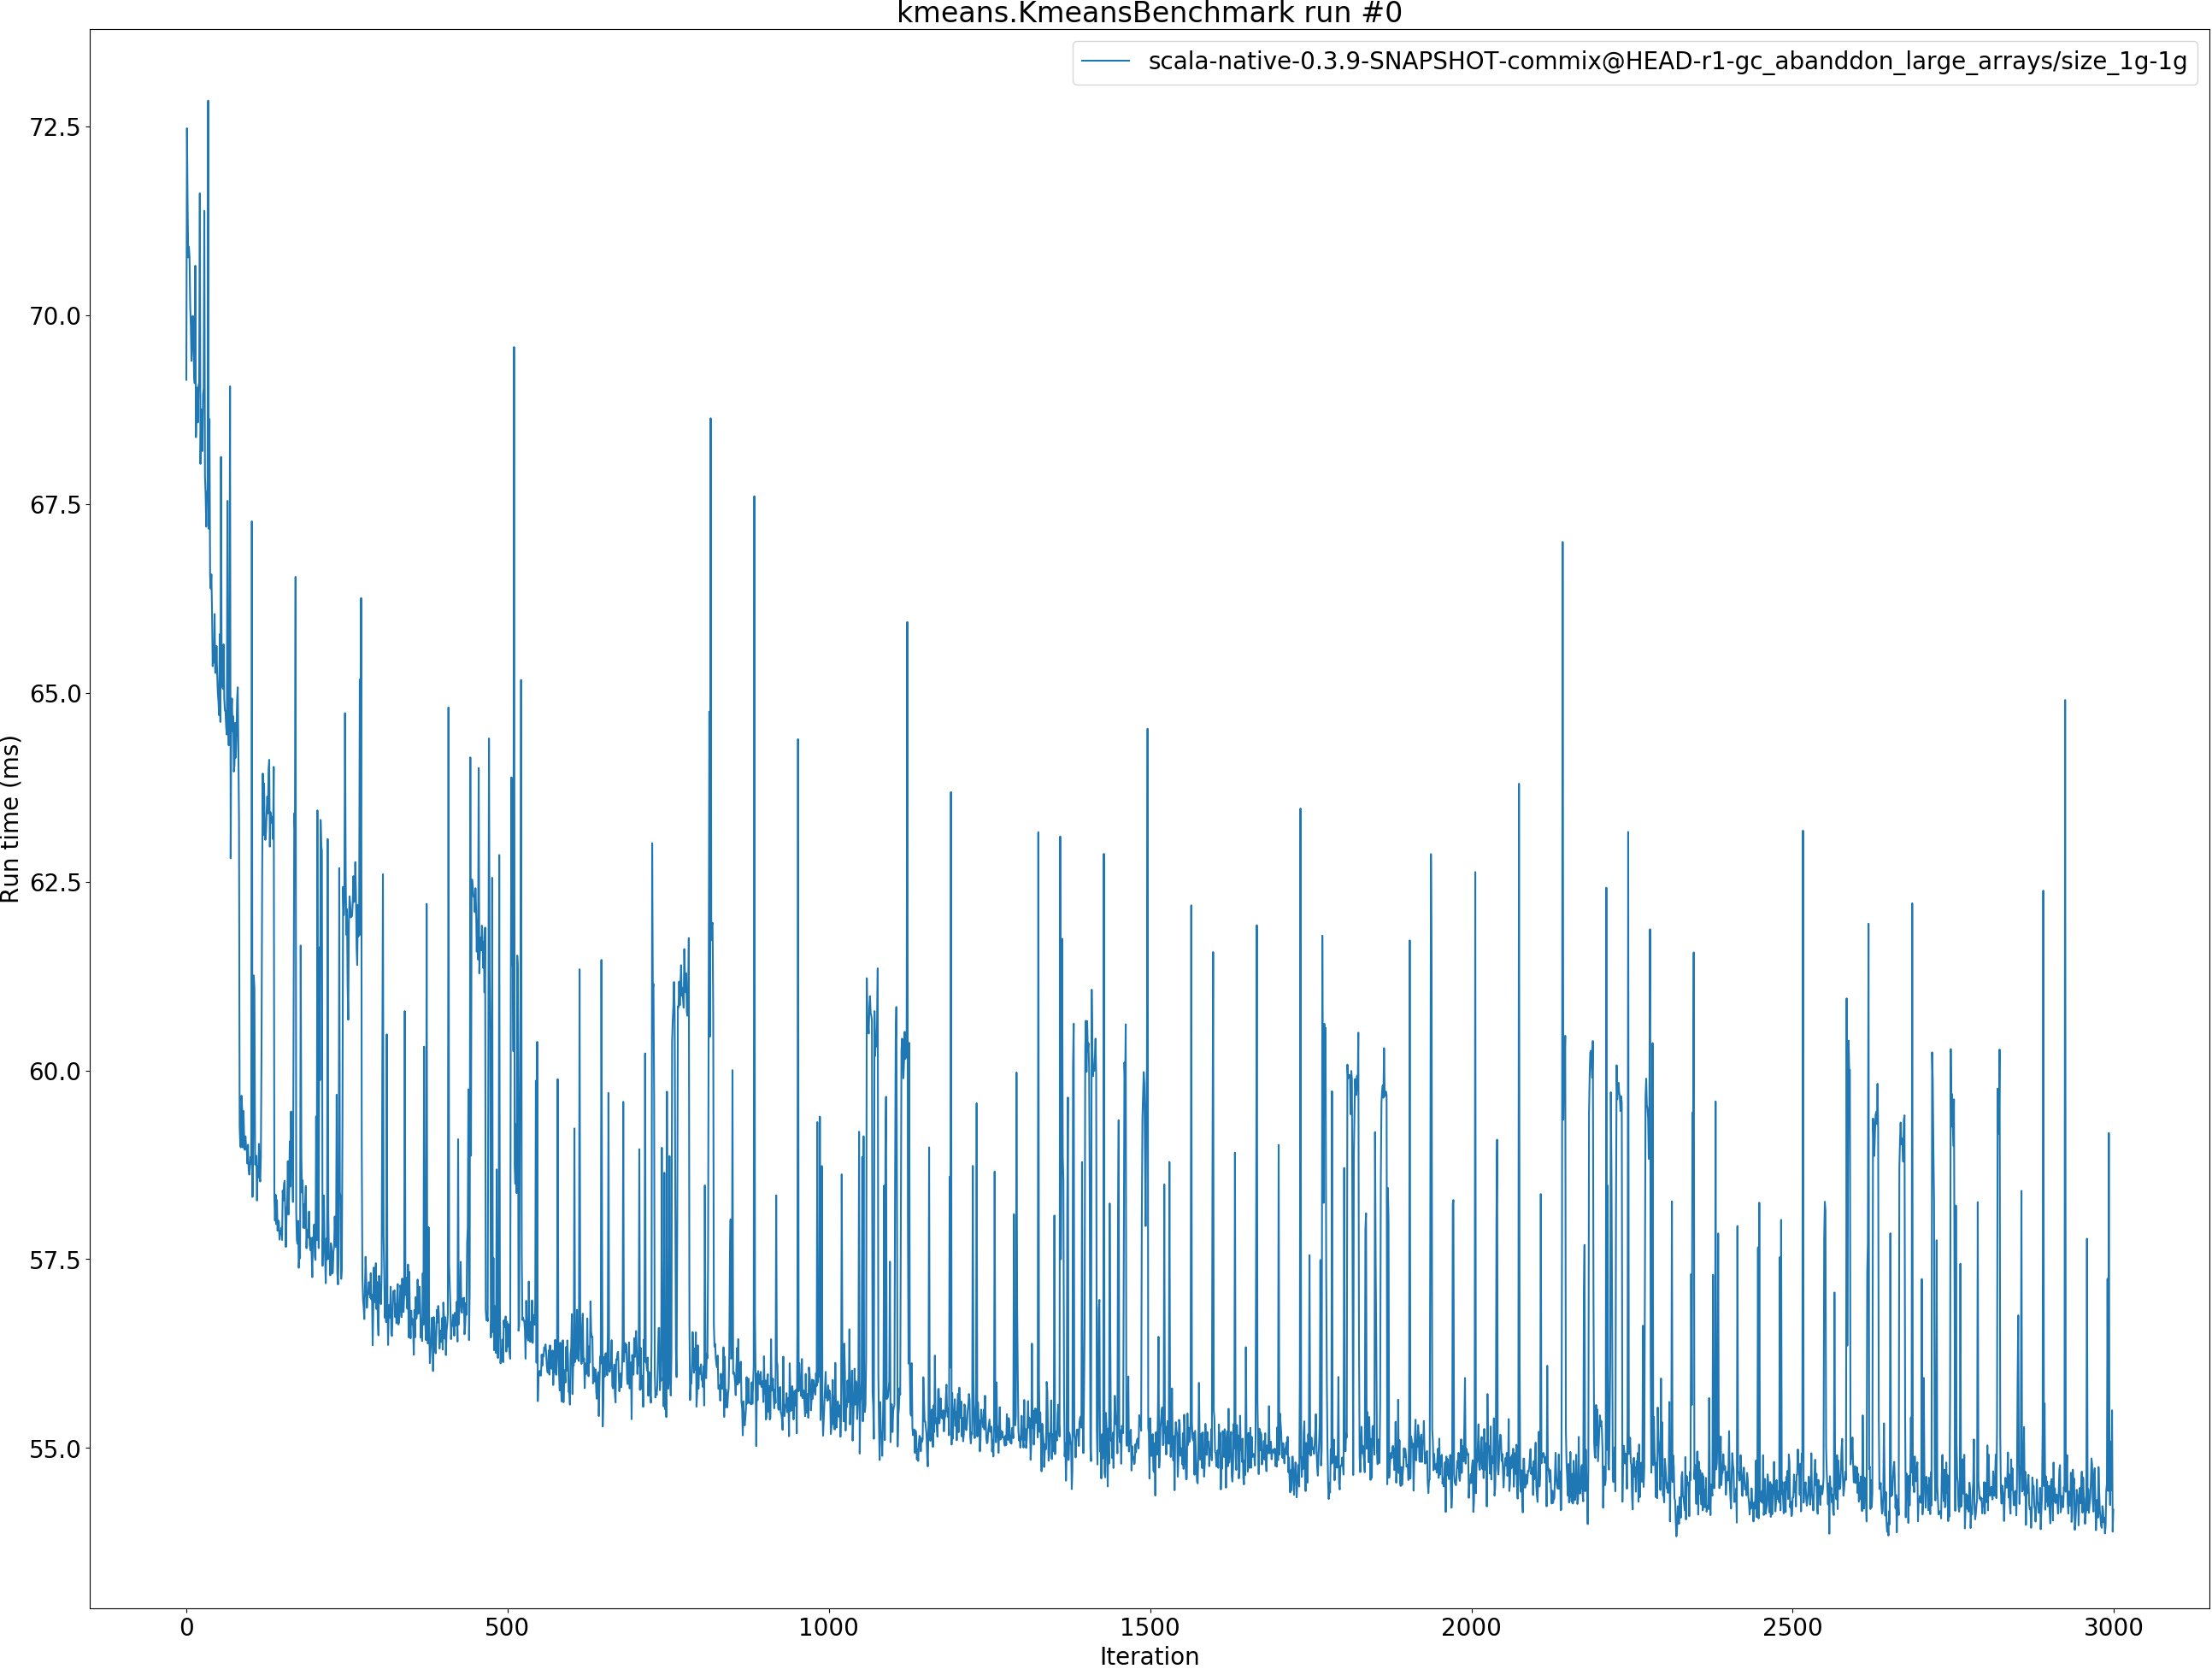 kmeans.KmeansBenchmark run #0
scala-native-0.3.9-SNAPSHOT-commix@HEAD-r1-gc_abanddon_large_arrays/size_1g-1g
72.5
70.0
67.5
65.0
62.5
60.0
57.5
55.0
Run time (ms)
0 500 1000 1500 2000 2500 3000
Iteration